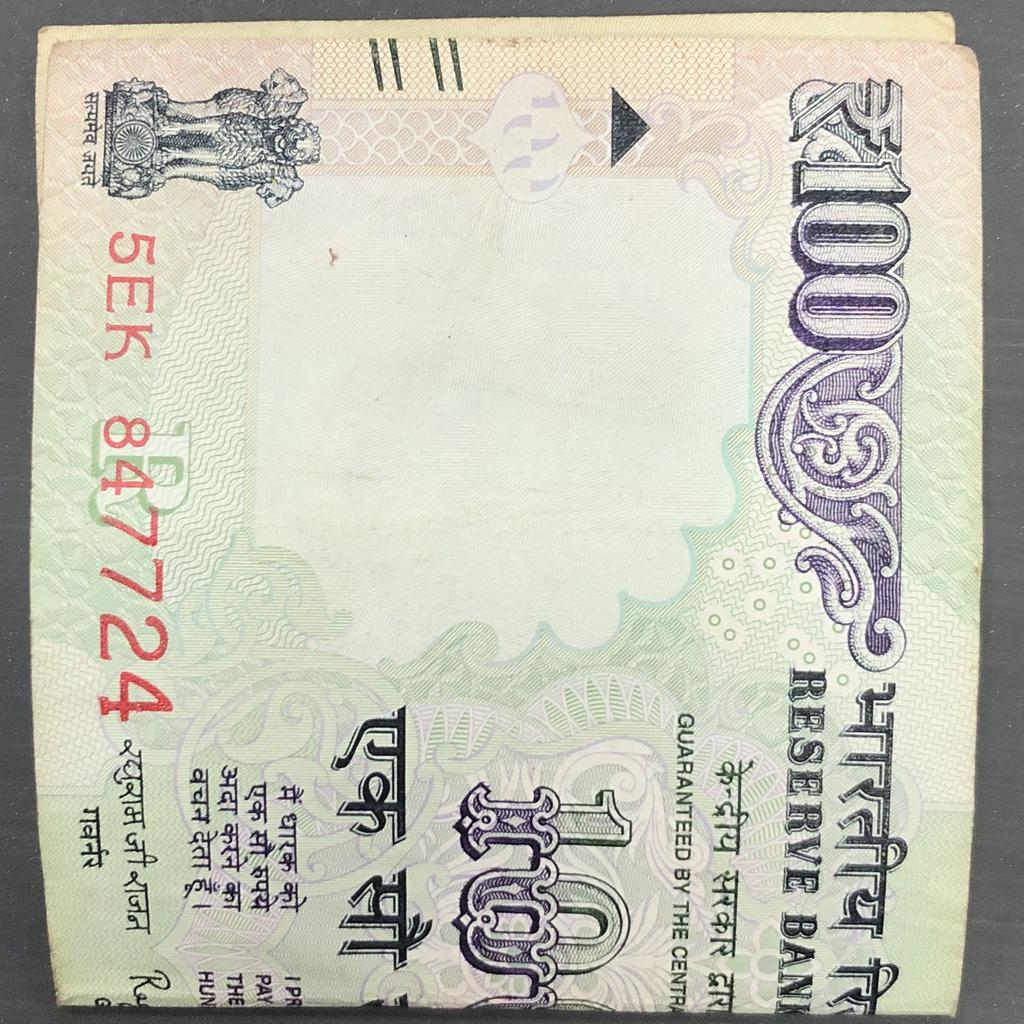 ₹100
भारतीय रि
RESERVE BANK
केन्द्रीय सरकार द्वारा
GUARANTEED BY THE CENTRA
100
एक सौ
मैं धारक को
एक सौ रुपये
अदा करने का
वचन देता हूँ।
I PR
PAY
THE
HUN
रघुराम जी राजन
गवर्नर
5EK 847724
सत्यमेव जयते